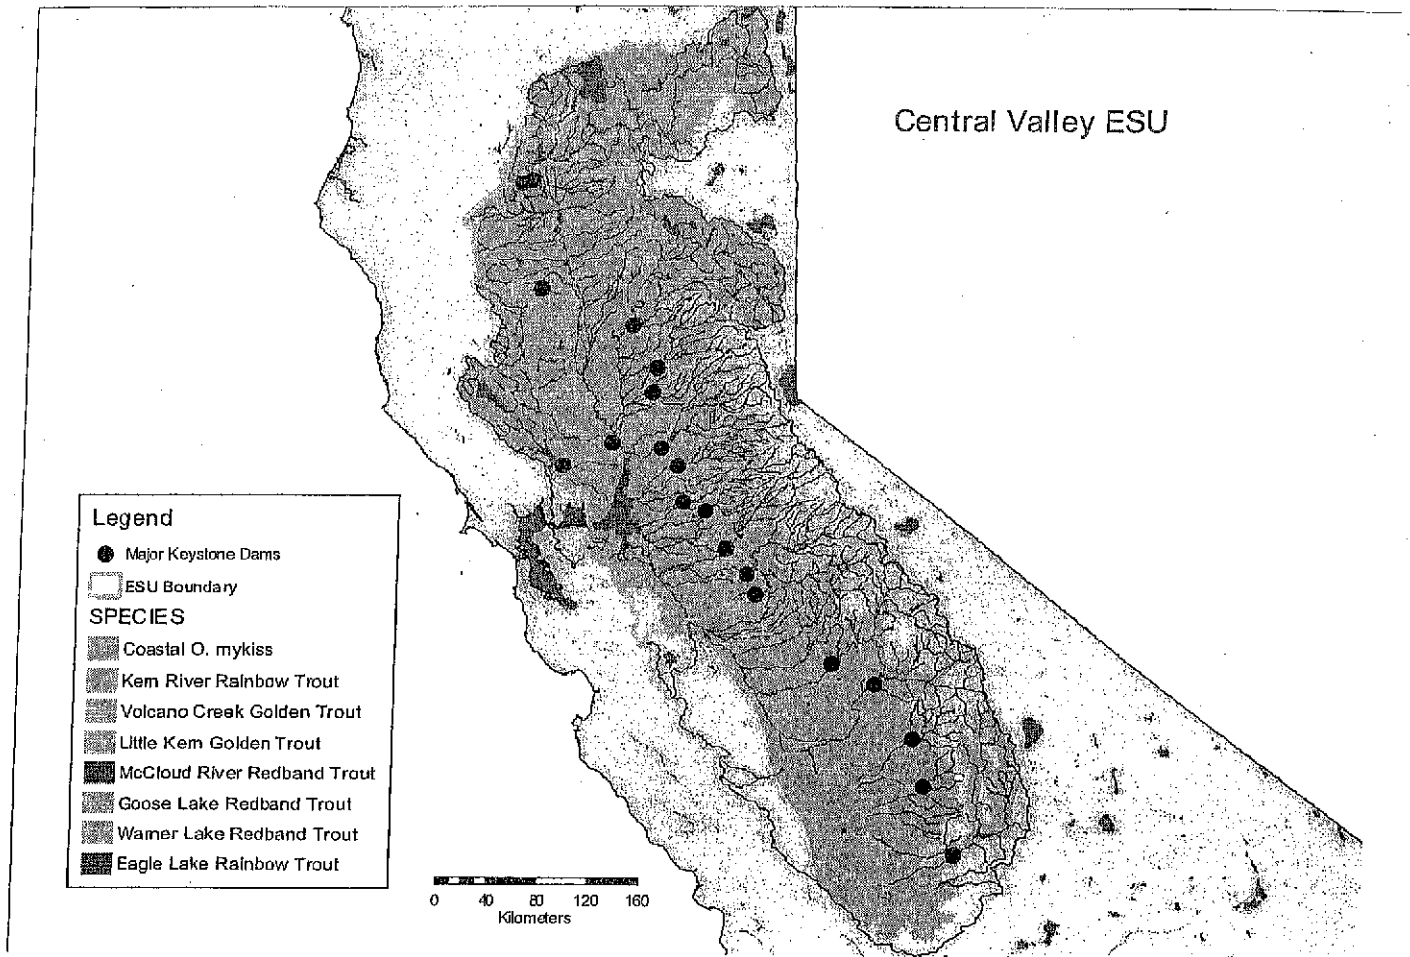 Central Valley ESU
Legend
Major Keystone Dams
ESU Boundary
SPECIES
Coastal O. mykiss
Kern River Rainbow Trout
Volcano Creek Golden Trout
Little Kern Golden Trout
McCloud River Redband Trout
Goose Lake Redband Trout
Warner Lake Redband Trout
Eagle Lake Rainbow Trout
0 40 80 120 160
Kilometers